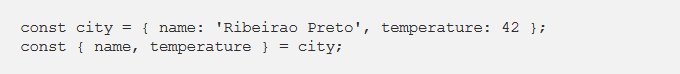 const city = { name: 'Ribeirao Preto', temperature: 42 };
const { name, temperature } = city;